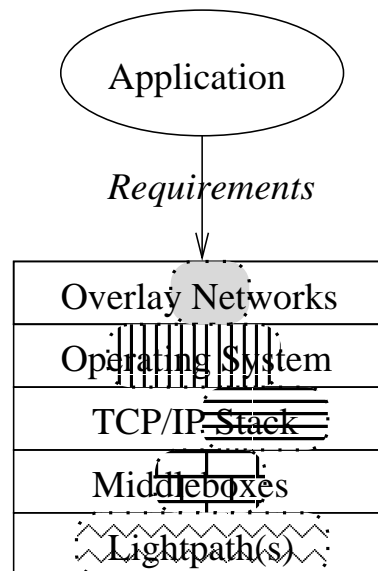 Application
Requirements
Overlay Networks
Operating System
TCP/IP Stack
Middleboxes
Lightpath(s)